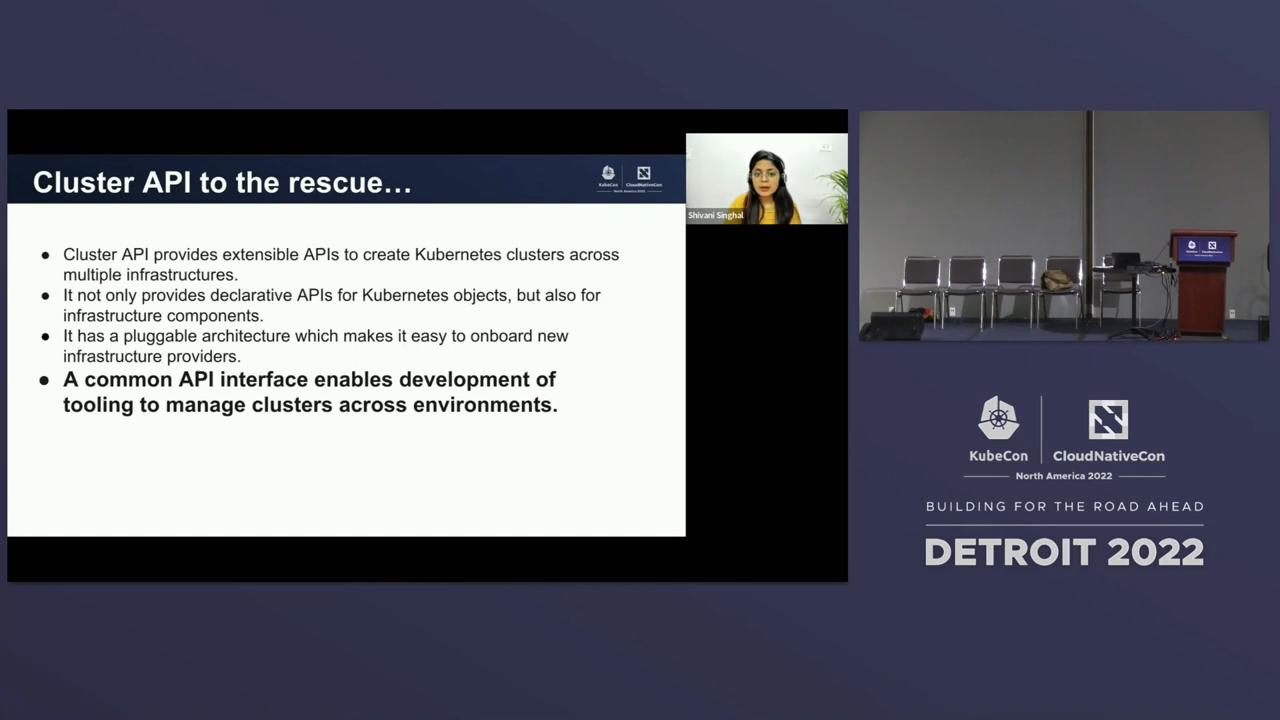 Cluster API to the rescue…
KubeCon
CloudNativeCon
North America 2022
● Cluster API provides extensible APIs to create Kubernetes clusters across
multiple infrastructures.
● It not only provides declarative APIs for Kubernetes objects, but also for
infrastructure components.
● It has a pluggable architecture which makes it easy to onboard new
infrastructure providers.
● A common API interface enables development of
tooling to manage clusters across environments.
Shivani Singhal
KubeCon
CloudNativeCon
North America 2022
BUILDING FOR THE ROAD AHEAD
DETROIT 2022